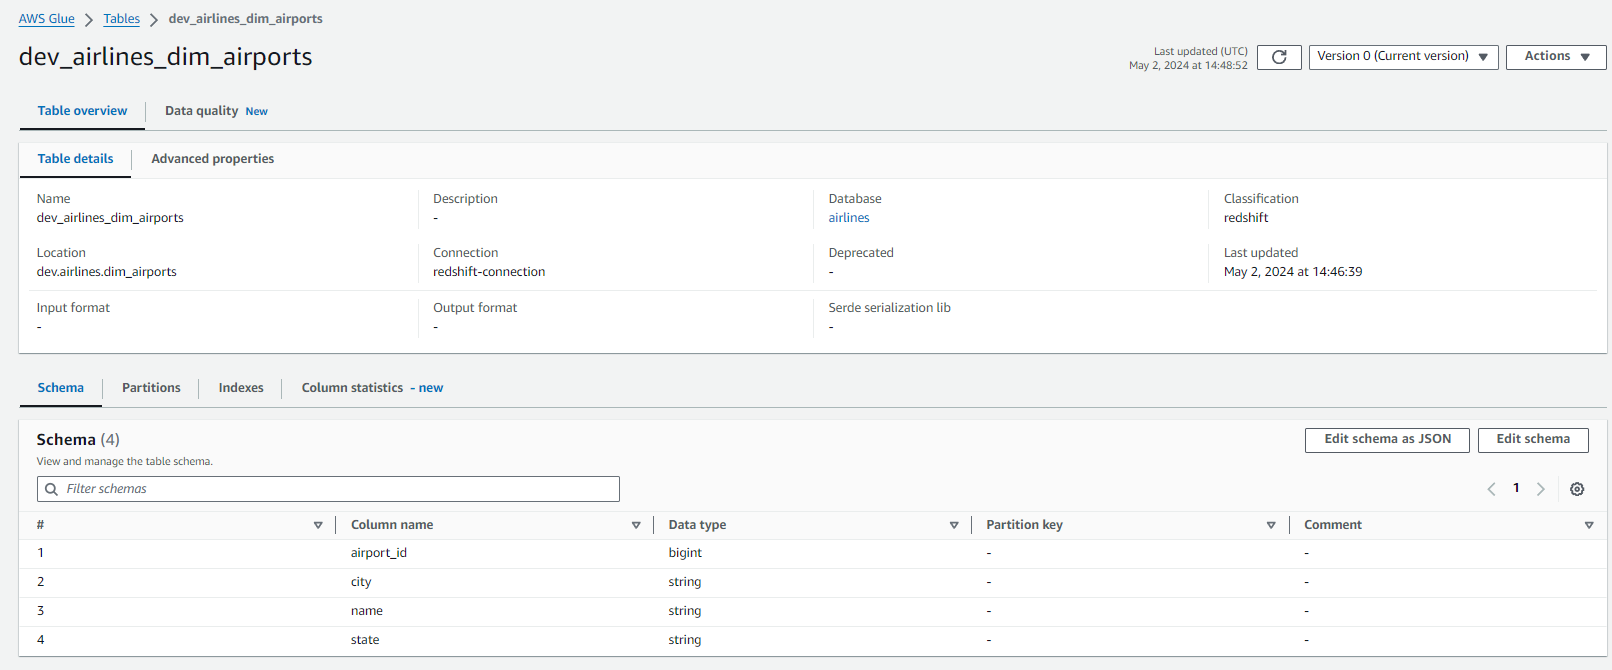 AWS Glue > Tables > dev_airlines_dim_airports
dev_airlines_dim_airports
Last updated (UTC)
May 2, 2024 at 14:48:52
Version 0 (Current version)
Actions
Table overview
Data quality New
Table details
Advanced properties
Name Description Database Classification
dev_airlines_dim_airports - airlines redshift
Location Connection Deprecated Last updated
dev.airlines.dim_airports redshift-connection - May 2, 2024 at 14:46:39
Input format Output format Serde serialization lib
- - -
Schema Partitions Indexes Column statistics - new
Schema (4)
View and manage the table schema.
Edit schema as JSON
Edit schema
Filter schemas
1
# Column name Data type Partition key Comment
1 airport_id bigint - -
2 city string - -
3 name string - -
4 state string - -